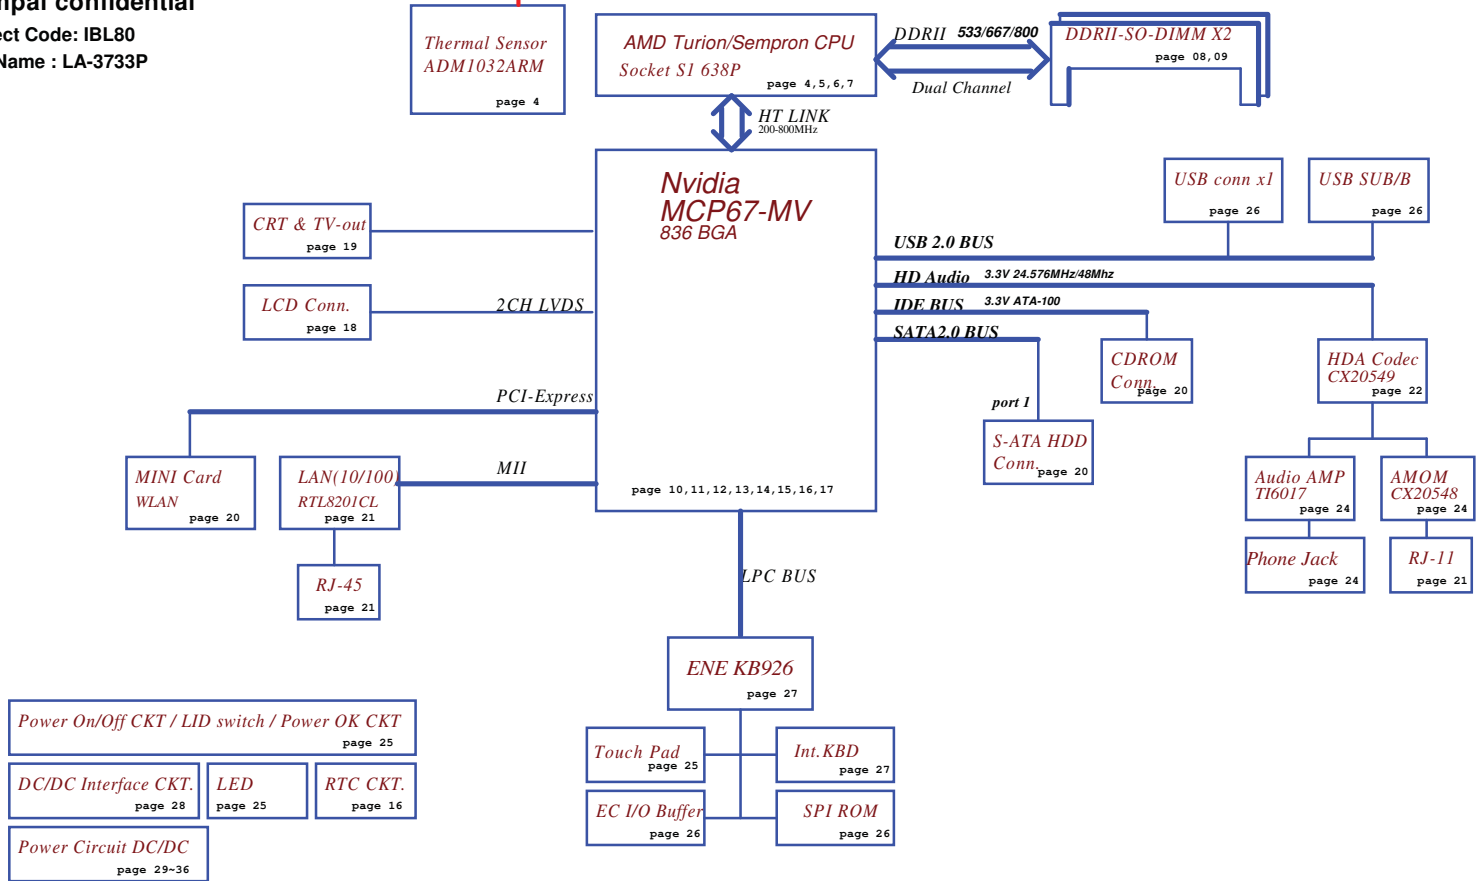 mpal confidential
ect Code: IBL80
Name : LA-3733P
Thermal Sensor
ADM1032ARM
page 4
AMD Turion/Sempron CPU
Socket S1 638P
page 4,5,6,7
DDRII 533/667/800
Dual Channel
DDRII-SO-DIMM X2
page 08,09
HT LINK
200-800MHz
Nvidia
MCP67-MV
836 BGA
page 10,11,12,13,14,15,16,17
CRT & TV-out
page 19
LCD Conn.
page 18
2CH LVDS
PCI-Express
MII
MINI Card
WLAN
page 20
LAN(10/100)
RTL8201CL
page 21
RJ-45
page 21
USB conn x1
page 26
USB SUB/B
page 26
USB 2.0 BUS
HD Audio 3.3V 24.576MHz/48Mhz
IDE BUS 3.3V ATA-100
SATA2.0 BUS
CDROM
Conn.
page 20
port 1
S-ATA HDD
Conn.
page 20
HDA Codec
CX20549
page 22
Audio AMP
TI6017
page 24
AMOM
CX20548
page 24
Phone Jack
page 24
RJ-11
page 21
LPC BUS
ENE KB926
page 27
Touch Pad
page 25
Int.KBD
page 27
EC I/O Buffer
page 26
SPI ROM
page 26
Power On/Off CKT / LID switch / Power OK CKT
page 25
DC/DC Interface CKT.
page 28
LED
page 25
RTC CKT.
page 16
Power Circuit DC/DC
page 29~36